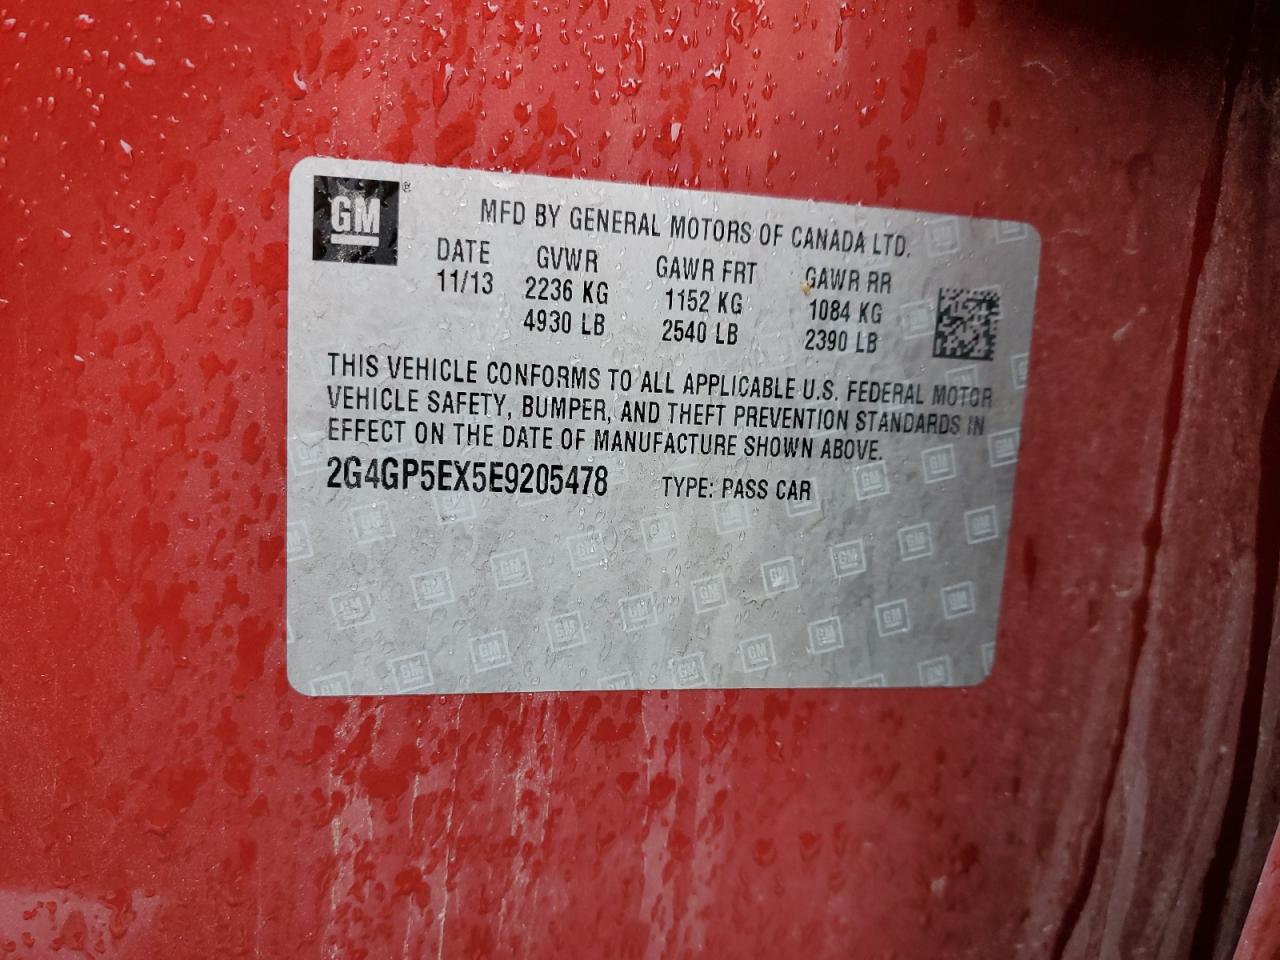 GM ®
MFD BY GENERAL MOTORS OF CANADA LTD.
DATE GVWR GAWR FRT GAWR RR
11/13 2236 KG 1152 KG 1084 KG
4930 LB 2540 LB 2390 LB
THIS VEHICLE CONFORMS TO ALL APPLICABLE U.S. FEDERAL MOTOR
VEHICLE SAFETY, BUMPER, AND THEFT PREVENTION STANDARDS IN
EFFECT ON THE DATE OF MANUFACTURE SHOWN ABOVE.
2G4GP5EX5E9205478 TYPE: PASS CAR